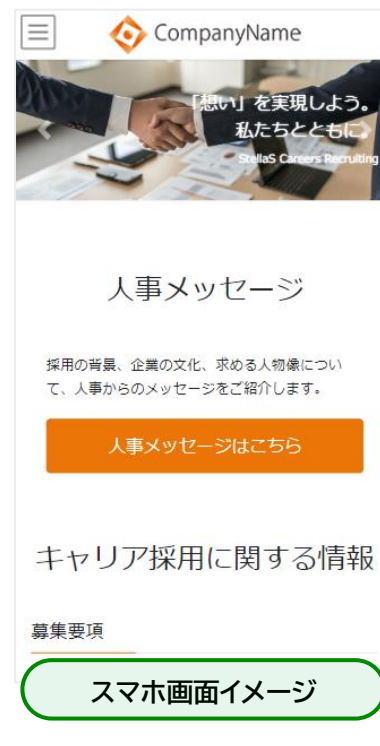 CompanyName
「想い」を実現しよう。
私たちとともに。
StellaS Careers Recruiting
人事メッセージ
採用の背景、企業の文化、求める人物像につい
て、人事からのメッセージをご紹介します。
人事メッセージはこちら
キャリア採用に関する情報
募集要項
スマホ画面イメージ